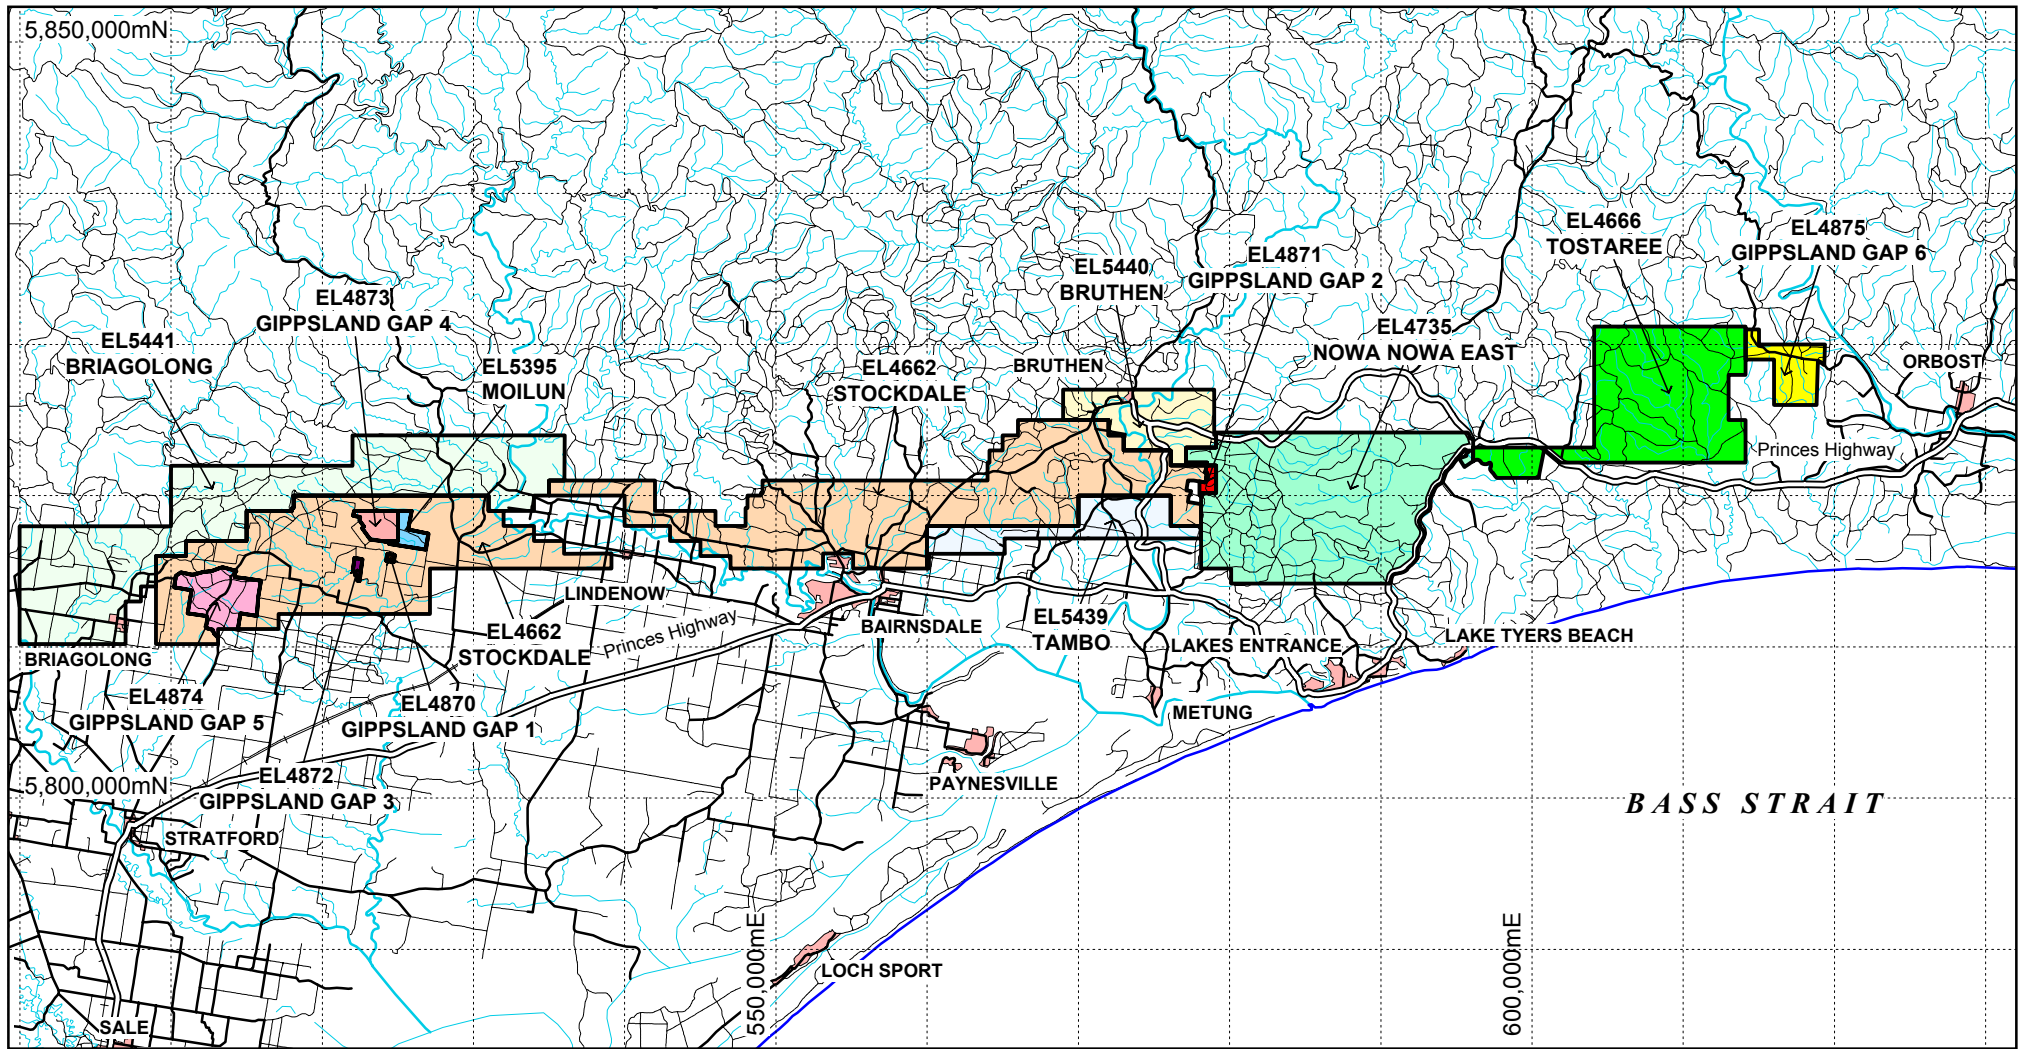 5,850,000mN
EL4666
TOSTAREE
EL4875
GIPPSLAND GAP 6
EL4871
GIPPSLAND GAP 2
EL5440
BRUTHEN
EL4873
GIPPSLAND GAP 4
EL4735
NOWA NOWA EAST
EL5441
BRIAGOLONG
EL5395
MOILUN
EL4662
STOCKDALE
BRUTHEN
ORBOST
Princes Highway
LINDENOW
EL4662
STOCKDALE
Princes Highway
BAIRNSDALE
EL5439
TAMBO
LAKES ENTRANCE
LAKE TYERS BEACH
BRIAGOLONG
EL4874
GIPPSLAND GAP 5
EL4870
GIPPSLAND GAP 1
METUNG
EL4872
GIPPSLAND GAP 3
5,800,000mN
PAYNESVILLE
BASS STRAIT
STRATFORD
550,000mE
600,000mE
LOCH SPORT
SALE